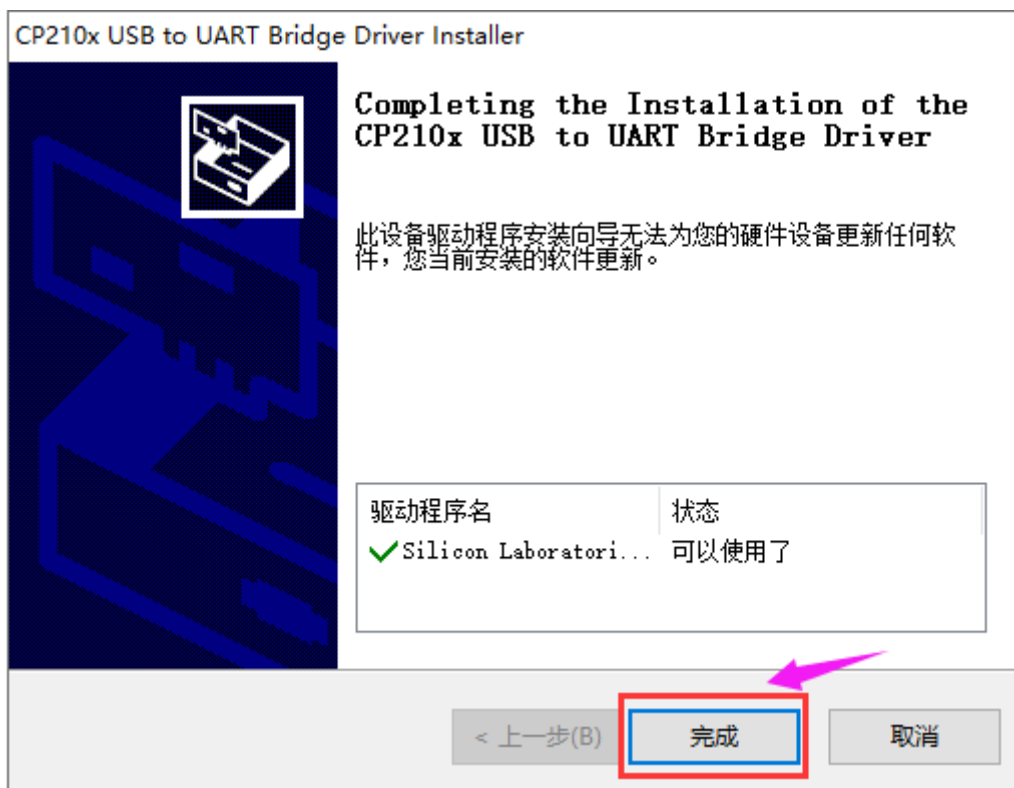 CP210x USB to UART Bridge Driver Installer
Completing the Installation of the
CP210x USB to UART Bridge Driver
此设备驱动程序安装向导无法为您的硬件设备更新任何软
件，您当前安装的软件更新。
驱动程序名 状态
Silicon Laboratori... 可以使用了
< 上一步(B) 完成 取消